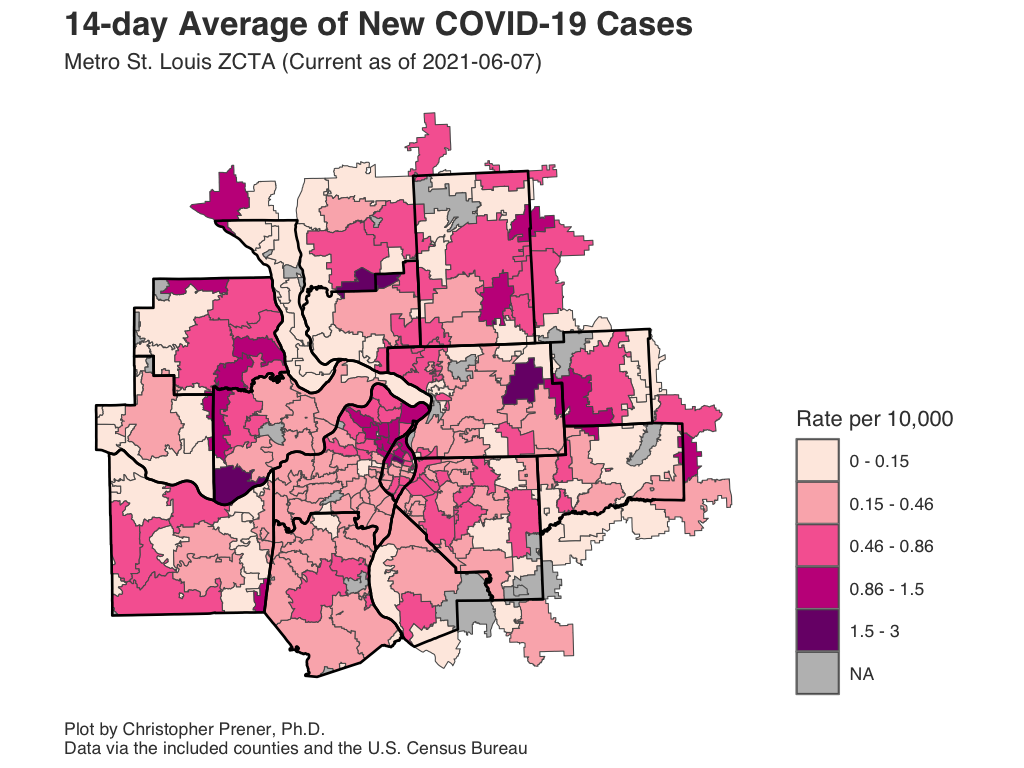 14-day Average of New COVID-19 Cases
Metro St. Louis ZCTA (Current as of 2021-06-07)
Rate per 10,000
0 - 0.15
0.15 - 0.46
0.46 - 0.86
0.86 - 1.5
1.5 - 3
NA
Plot by Christopher Prener, Ph.D.
Data via the included counties and the U.S. Census Bureau